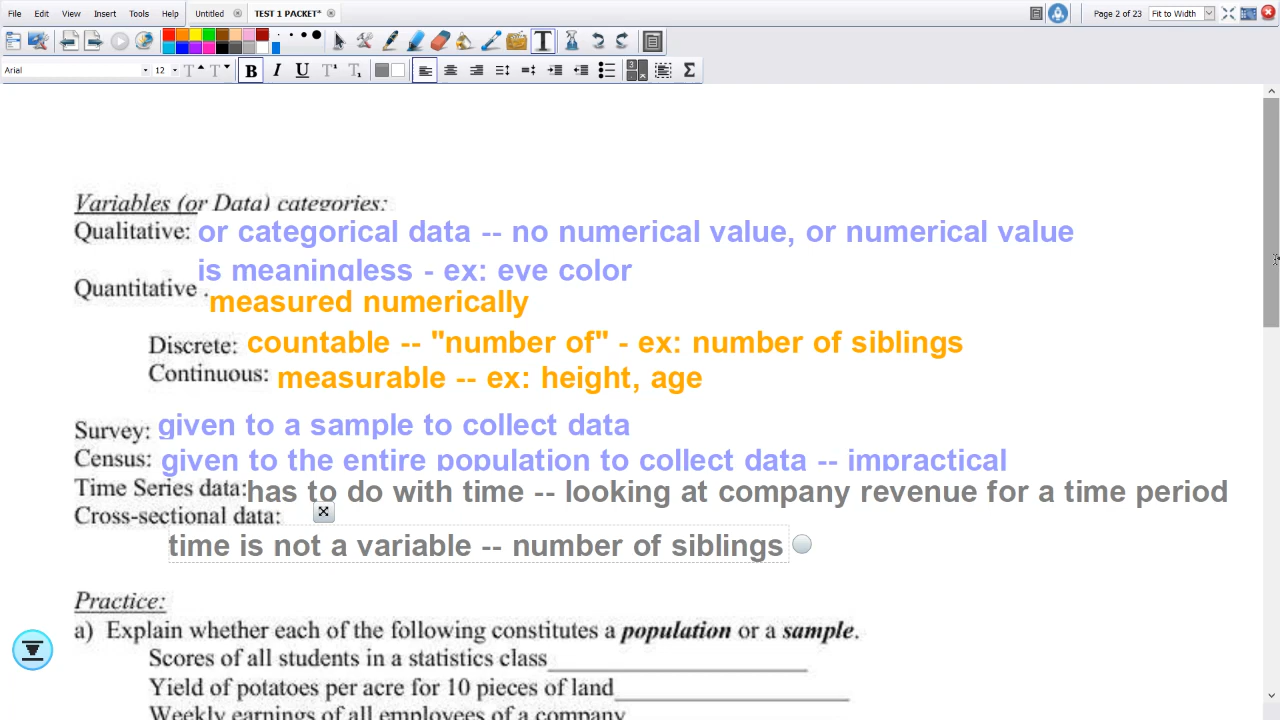 File Edit View Insert Tools Help Untitled TEST 1 PACKET* Page 2 of 23 Fit to Width
Arial 12 B I U T¹ T₁ Σ
Variables (or Data) categories:
Qualitative: or categorical data -- no numerical value, or numerical value
is meaningless - ex: eye color
Quantitative : measured numerically
Discrete: countable -- "number of" - ex: number of siblings
Continuous: measurable -- ex: height, age
Survey: given to a sample to collect data
Census: given to the entire population to collect data -- impractical
Time Series data: has to do with time -- looking at company revenue for a time period
Cross-sectional data:
time is not a variable -- number of siblings
Practice:
a) Explain whether each of the following constitutes a population or a sample.
Scores of all students in a statistics class
Yield of potatoes per acre for 10 pieces of land
Weekly earnings of all employees of a company